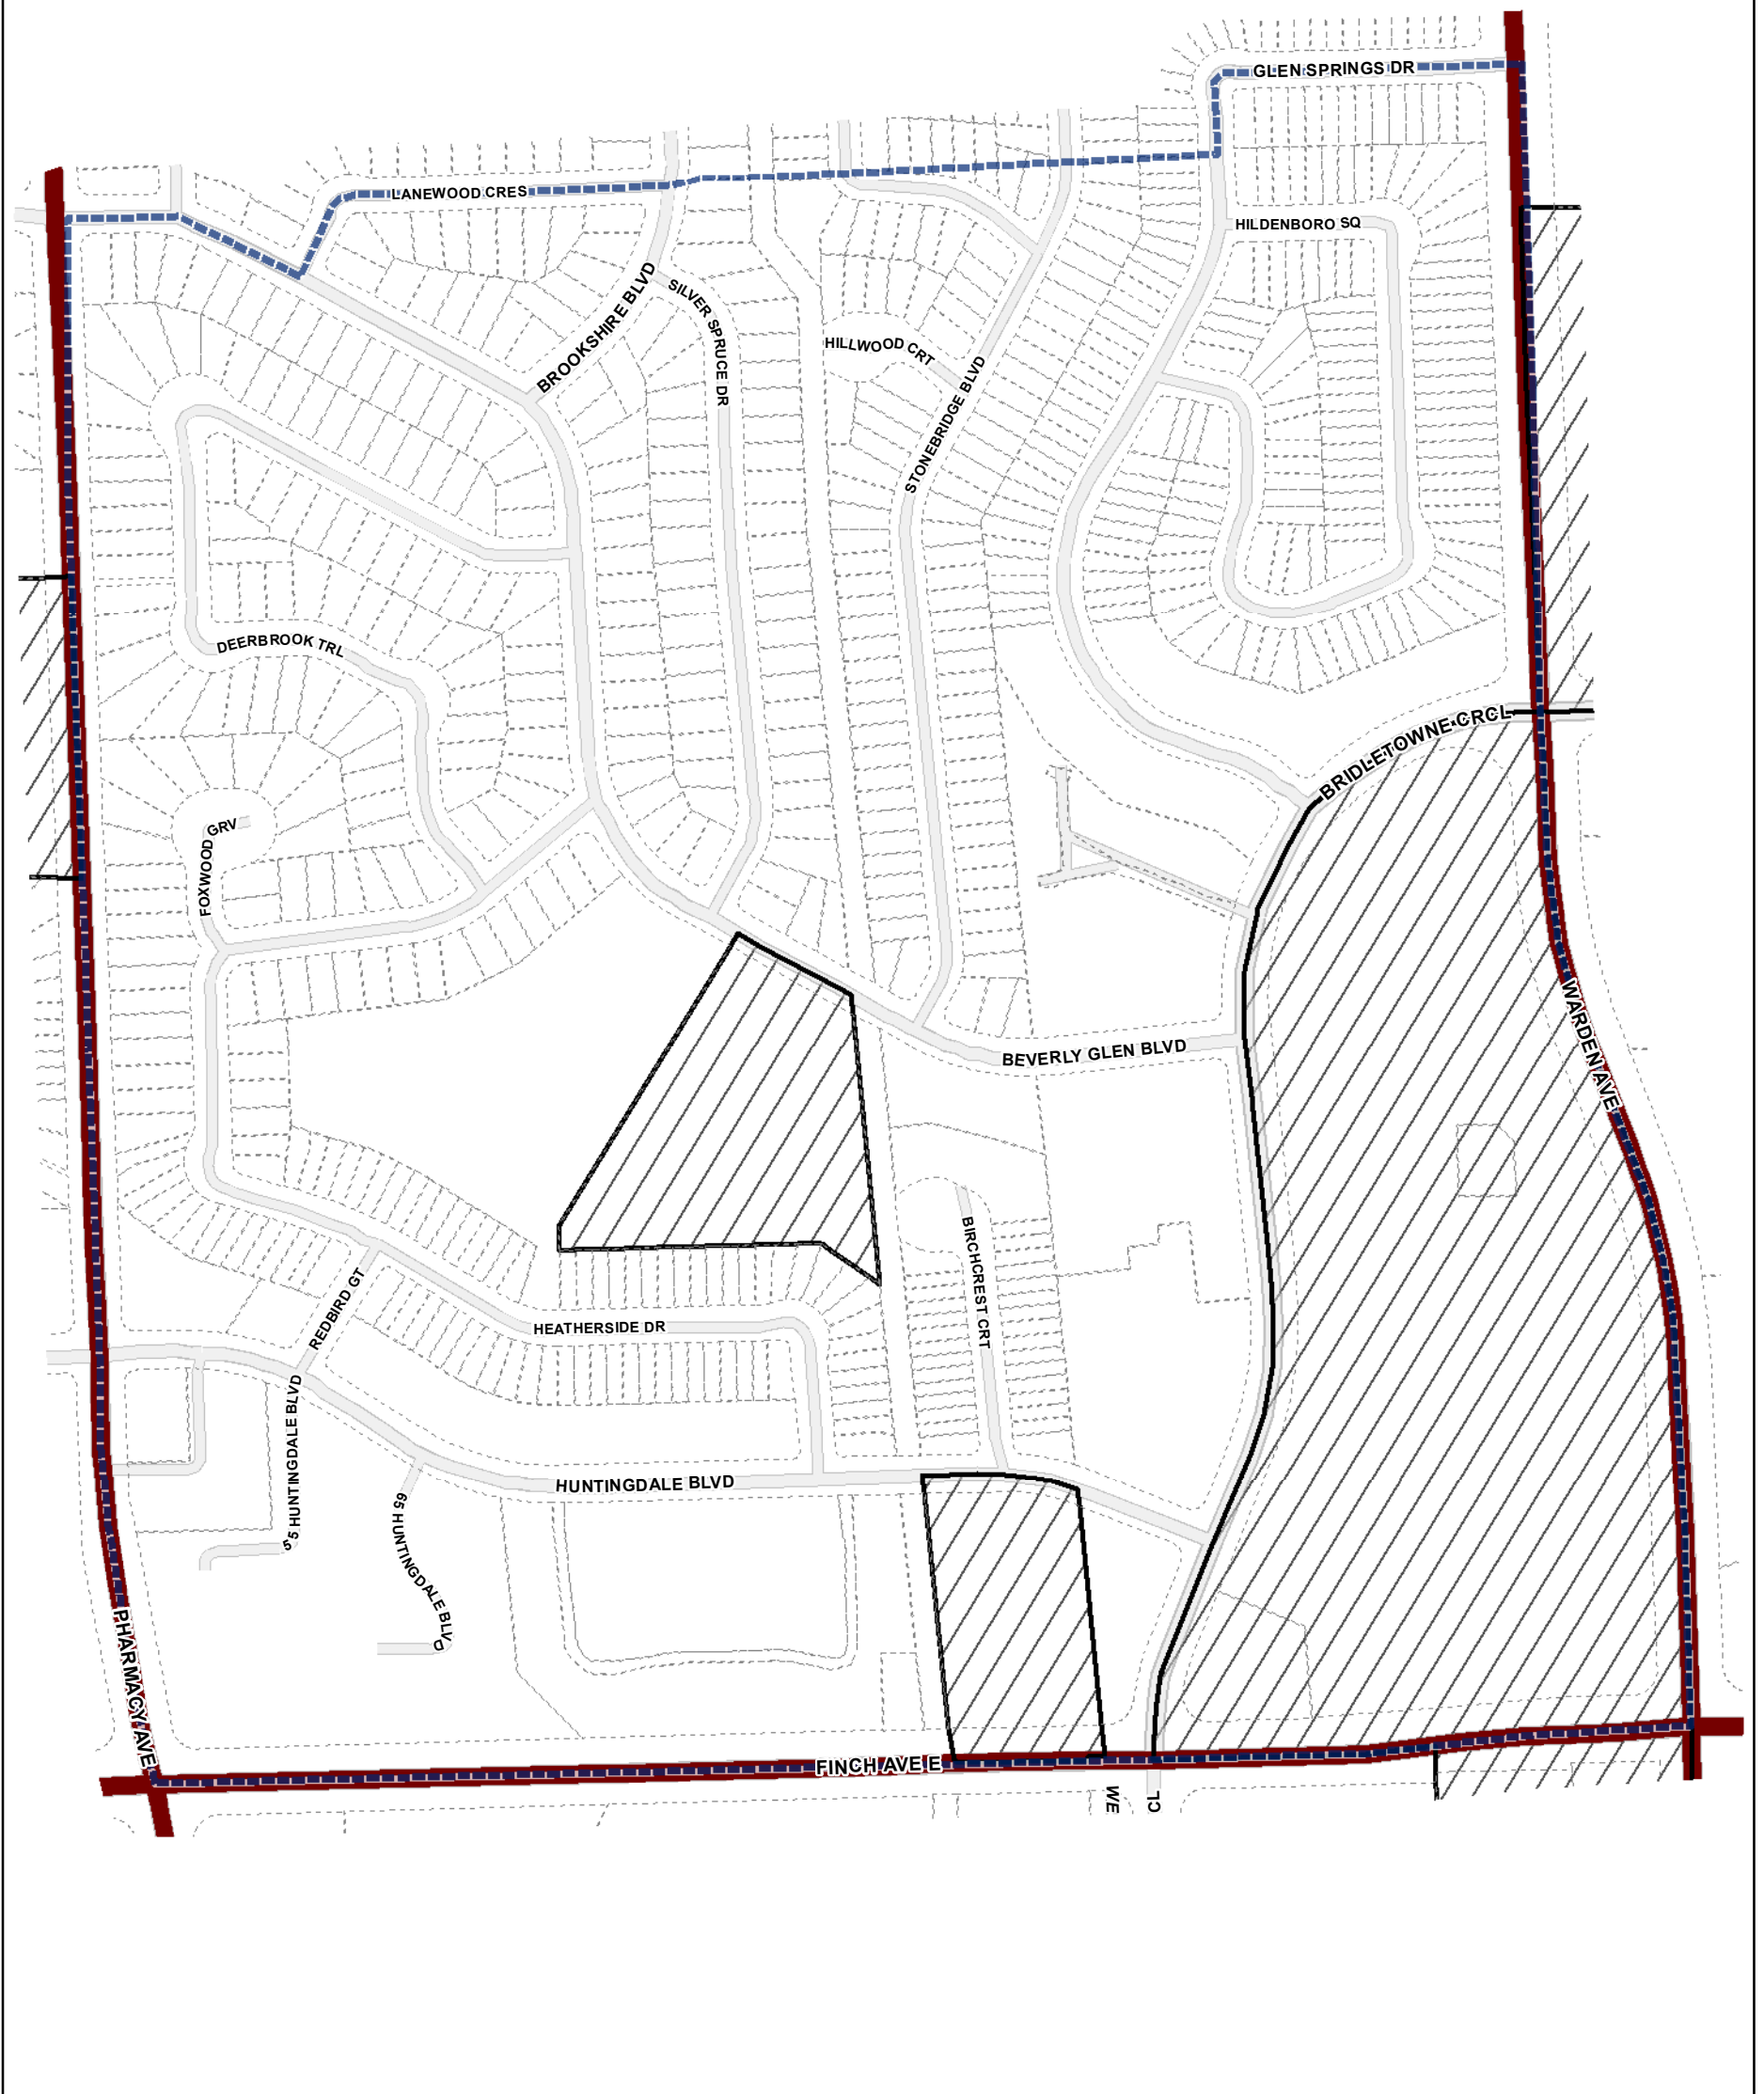 GLEN SPRINGS DR
LANEWOOD CRES
HILDENBORO SQ
BROOKSHIRE BLVD
SILVER SPRUCE DR
HILLWOOD CRT
STONEBRIDGE BLVD
DEERBROOK TRL
BRIDLETOWNE CRCL
FOXWOOD GRV
WARDEN AVE
BEVERLY GLEN BLVD
BIRCHCREST CRT
REDBIRD GT
HEATHERSIDE DR
55 HUNTINGDALE BLVD
HUNTINGDALE BLVD
65 HUNTINGDALE BLVD
PHARMACY AVE
FINCH AVE E
WE
CL